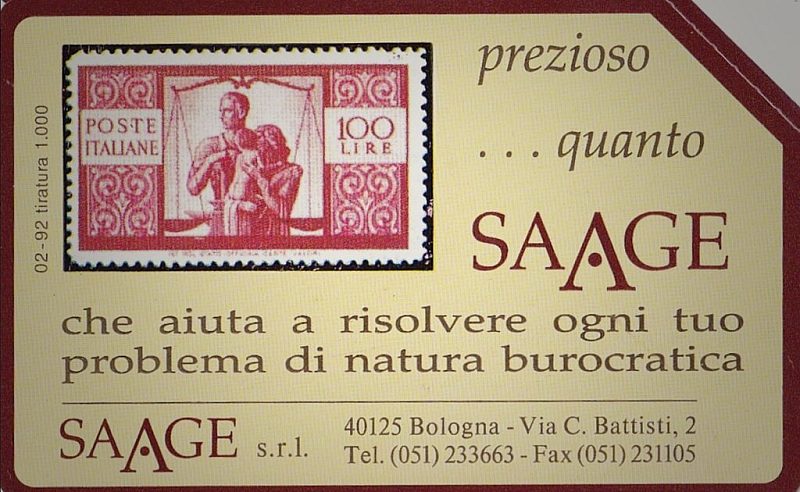 02-92 tiratura 1.000
POSTE
ITALIANE
100
LIRE
prezioso
. . . quanto
SAAGE
che aiuta a risolvere ogni tuo
problema di natura burocratica
SAAGE s.r.l.
40125 Bologna - Via C. Battisti, 2
Tel. (051) 233663 - Fax (051) 231105